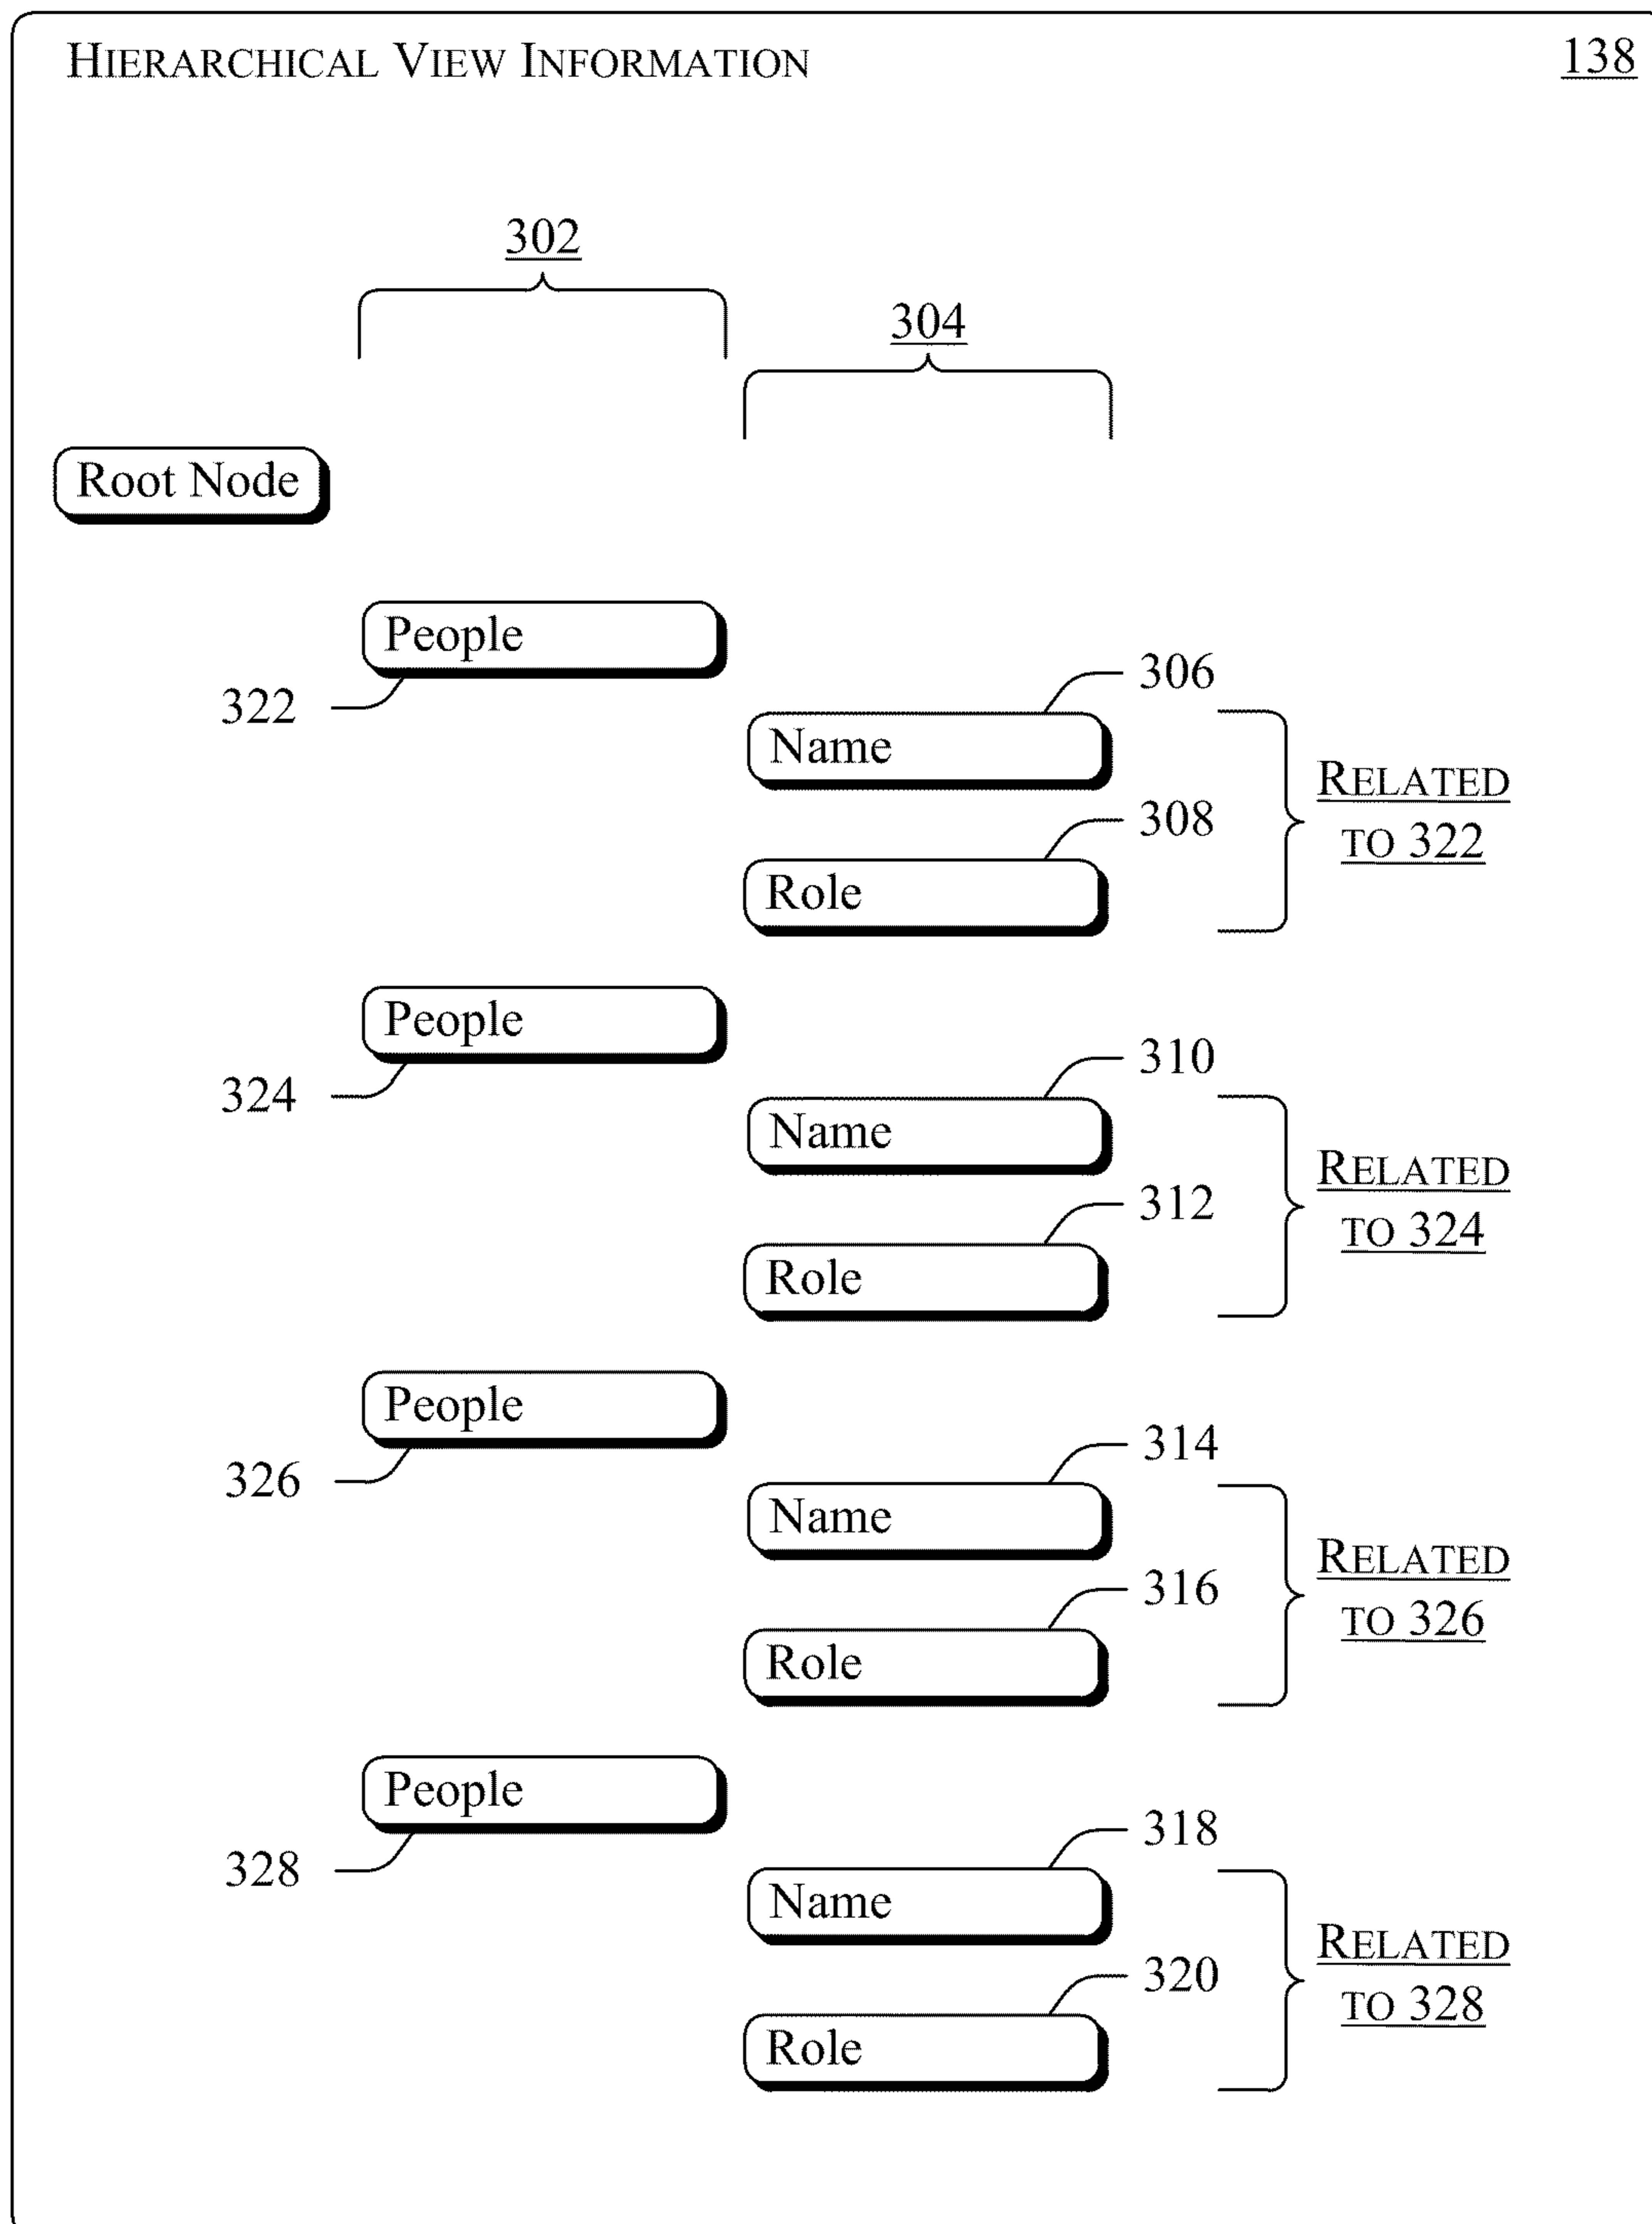 HIERARCHICAL VIEW INFORMATION 138
302
304
Root Node
People
322
306
Name
308
Role
RELATED
TO 322
People
324
310
Name
312
Role
RELATED
TO 324
People
326
314
Name
316
Role
RELATED
TO 326
People
328
318
Name
320
Role
RELATED
TO 328